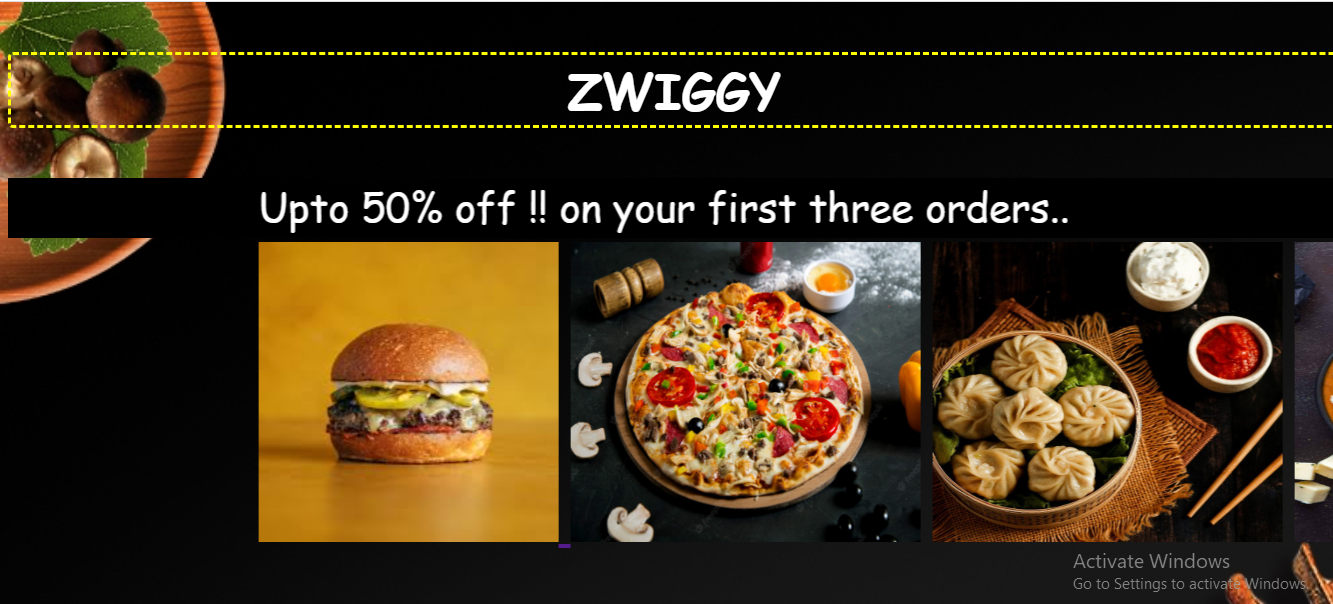 ZWIGGY
Upto 50% off !! on your first three orders..
Activate Windows
Go to Settings to activate Windows.